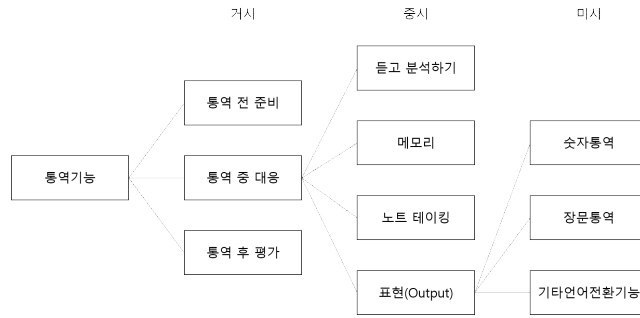 거시 중시 미시
듣고 분석하기
통역 전 준비
메모리 숫자통역
통역기능 통역 중 대응
노트 테이킹 장문통역
통역 후 평가
표현(Output) 기타언어전환기능